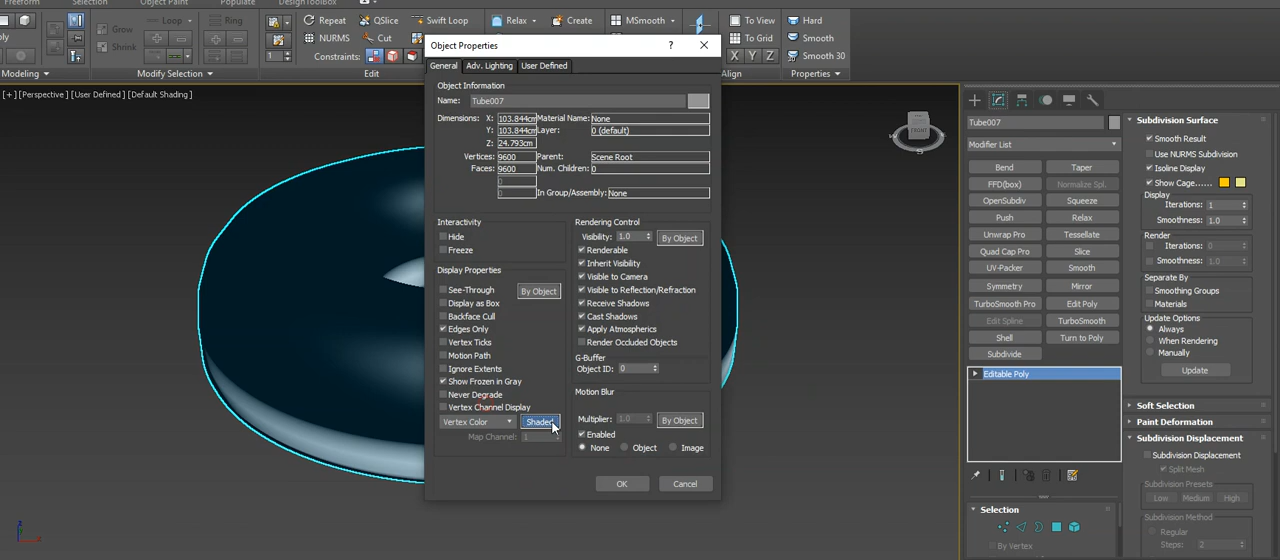 Freeform Selection Object Paint Populate DesignToolBox
Loop Ring
Grow
Shrink
Repeat QSlice Swift Loop
NURMS Cut
1 Constraints:
Relax Create
MSmooth
To View
To Grid
X Y Z
Hard
Smooth
Smooth 30
Modeling Modify Selection Edit Align Properties
[+] [Perspective] [User Defined] [Default Shading]
FRONT
Object Properties
? ×
General Adv. Lighting User Defined
Object Information
Name: Tube007
Dimensions: X: 103.844cm Material Name: None
Y: 103.844cm Layer: 0 (default)
Z: 24.793cm
Vertices: 9600 Parent: Scene Root
Faces: 9600 Num. Children: 0
0
0 In Group/Assembly: None
Interactivity
Hide
Freeze
Display Properties
See-Through By Object
Display as Box
Backface Cull
Edges Only
Vertex Ticks
Motion Path
Ignore Extents
Show Frozen in Gray
Never Degrade
Vertex Channel Display
Vertex Color Shaded
Map Channel: 1
Rendering Control
Visibility: 1.0 By Object
Renderable
Inherit Visibility
Visible to Camera
Visible to Reflection/Refraction
Receive Shadows
Cast Shadows
Apply Atmospherics
Render Occluded Objects
G-Buffer
Object ID: 0
Motion Blur
Multiplier: 1.0 By Object
Enabled
None Object Image
OK Cancel
Tube007
Modifier List
Bend Taper
FFD(box) Normalize Spl.
OpenSubdiv Squeeze
Push Relax
Unwrap Pro Tessellate
Quad Cap Pro Slice
UV-Packer Smooth
Symmetry Mirror
TurboSmooth Pro Edit Poly
Edit Spline TurboSmooth
Shell Turn to Poly
Subdivide
Editable Poly
Selection
By Vertex
Subdivision Surface
Smooth Result
Use NURMS Subdivision
Isoline Display
Show Cage......
Display
Iterations: 1
Smoothness: 1.0
Render
Iterations: 0
Smoothness: 1.0
Separate By
Smoothing Groups
Materials
Update Options
Always
When Rendering
Manually
Update
Soft Selection
Paint Deformation
Subdivision Displacement
Subdivision Displacement
Split Mesh
Subdivision Presets
Low Medium High
Subdivision Method
Regular
Steps: 2